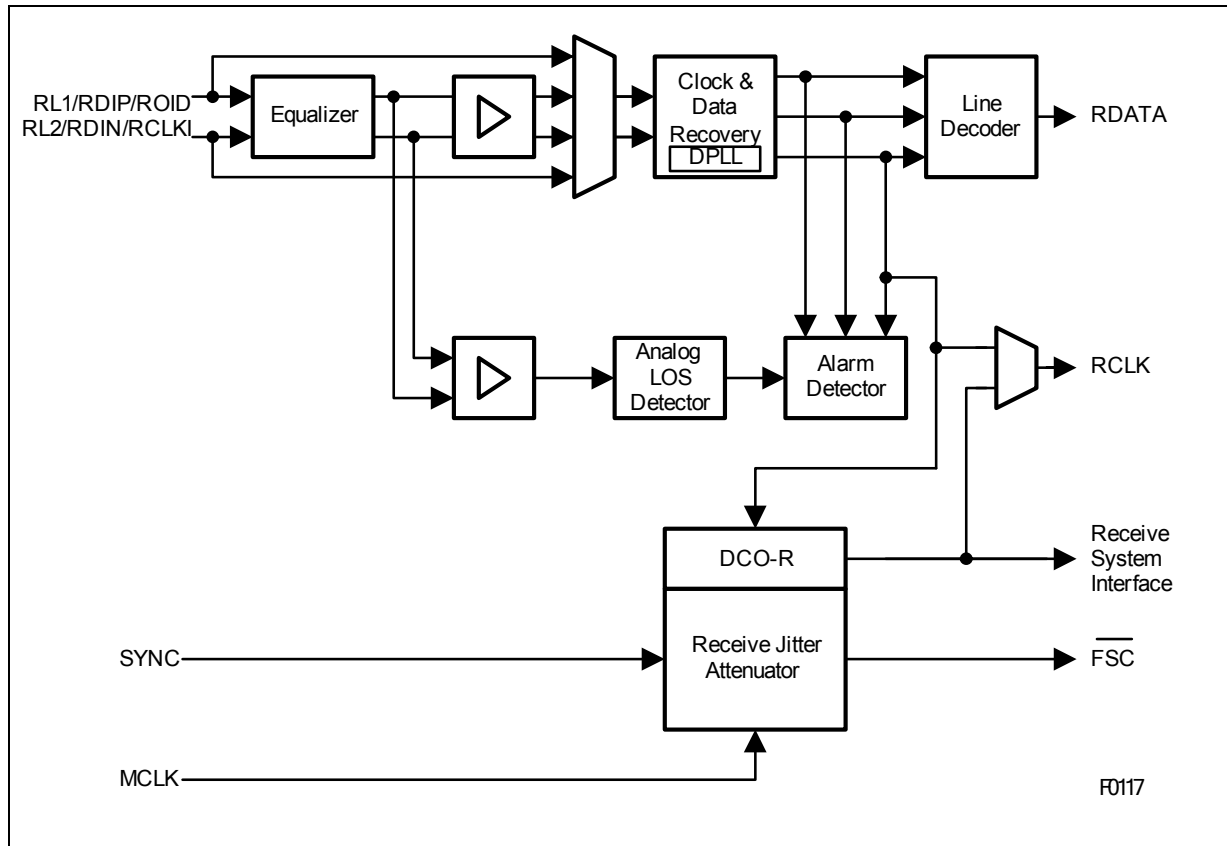 RL1/RDIP/ROID
RL2/RDIN/RCLKI
Equalizer
Clock &
Data
Recovery
DPLL
Line
Decoder
RDATA
Analog
LOS
Detector
Alarm
Detector
RCLK
DCO-R
Receive
System
Interface
SYNC
Receive Jitter
Attenuator
FSC
MCLK
F0117